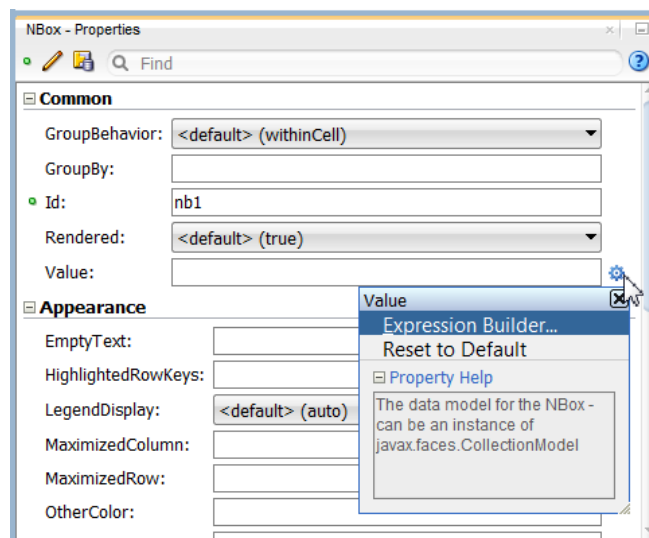 NBox - Properties
Find
Common
GroupBehavior: <default> (withinCell)
GroupBy:
Id: nb1
Rendered: <default> (true)
Value:
Value
Appearance
Expression Builder...
EmptyText:
Reset to Default
HighlightedRowKeys:
Property Help
LegendDisplay: <default> (auto)
The data model for the NBox -
can be an instance of
MaximizedColumn:
javax.faces.CollectionModel
MaximizedRow:
OtherColor: